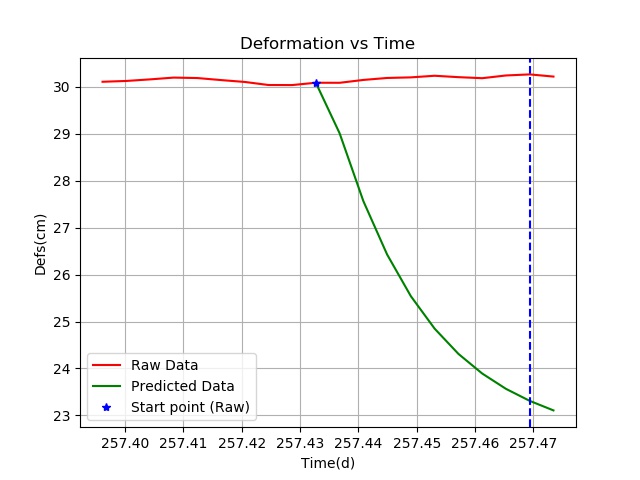 Deformation vs Time
Defs(cm)
30
29
28
27
26
25
24
23
Raw Data
Predicted Data
Start point (Raw)
257.40 257.41 257.42 257.43 257.44 257.45 257.46 257.47
Time(d)